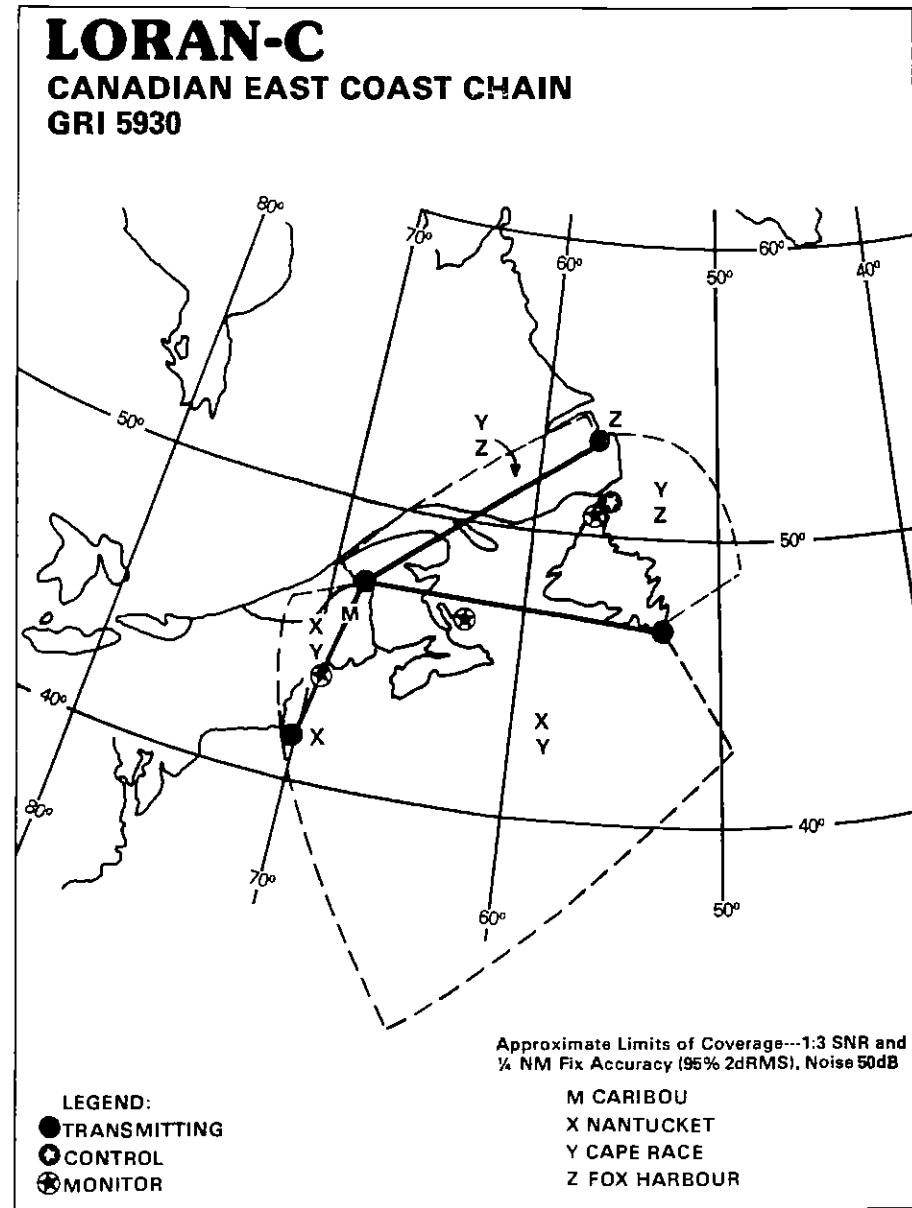 LORAN-C
CANADIAN EAST COAST CHAIN
GRI 5930
80°
70°
60°
60°
50°
40°
50°
Y
Z
Z
Y
Z
50°
M
X
Y
X
X
Y
40°
80°
40°
70°
60°
50°
Approximate Limits of Coverage---1:3 SNR and
¼ NM Fix Accuracy (95% 2dRMS), Noise 50dB
LEGEND:
TRANSMITTING
CONTROL
MONITOR
M CARIBOU
X NANTUCKET
Y CAPE RACE
Z FOX HARBOUR